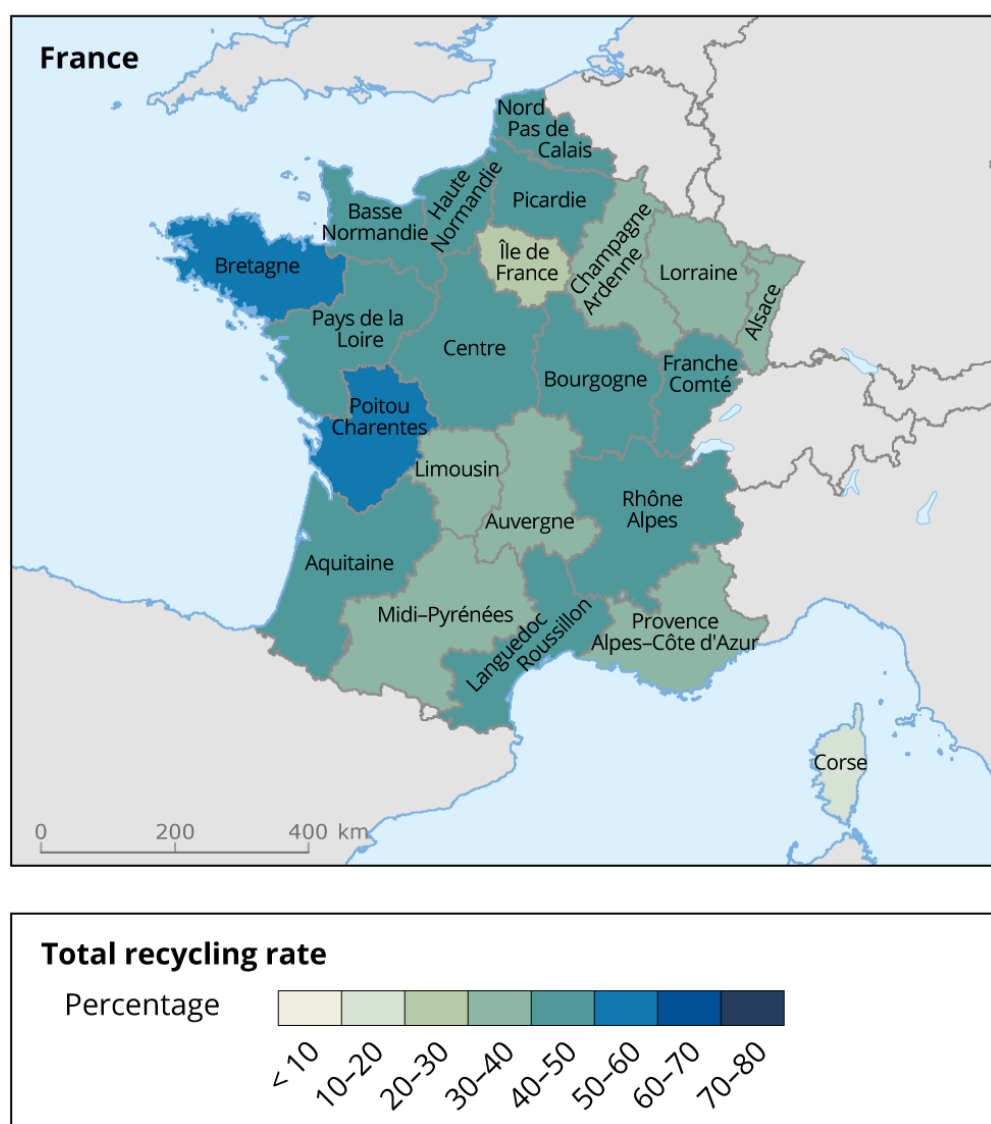 France
Nord
Pas de
Calais
Haute
Normandie
Picardie
Basse
Normandie
Champagne
Ardenne
Île de
France
Lorraine
Alsace
Bretagne
Pays de la
Loire
Centre
Bourgogne
Franche
Comté
Poitou
Charentes
Limousin
Auvergne
Rhône
Alpes
Aquitaine
Midi–Pyrénées
Languedoc
Roussillon
Provence
Alpes–Côte d'Azur
Corse
0 200 400 km
Total recycling rate
Percentage
< 10
10–20
20–30
30–40
40–50
50–60
60–70
70–80